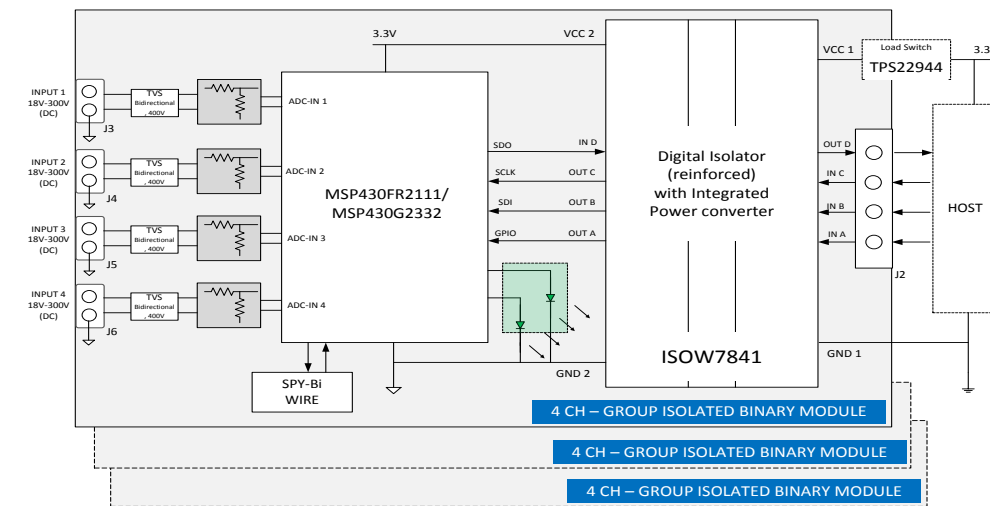 3.3V
VCC 2
VCC 1
Load Switch
TPS22944
3.3
INPUT 1
18V-300V
(DC)
J3
TVS
Bidirectional
, 400V
ADC-IN 1
INPUT 2
18V-300V
(DC)
J4
TVS
Bidirectional
, 400V
ADC-IN 2
INPUT 3
18V-300V
(DC)
J5
TVS
Bidirectional
, 400V
ADC-IN 3
INPUT 4
18V-300V
(DC)
J6
TVS
Bidirectional
, 400V
ADC-IN 4
MSP430FR2111/
MSP430G2332
SDO
IN D
SCLK
OUT C
SDI
OUT B
GPIO
OUT A
Digital Isolator
(reinforced)
with Integrated
Power converter
ISOW7841
OUT D
IN C
IN B
IN A
J2
HOST
GND 1
GND 2
SPY-Bi
WIRE
4 CH – GROUP ISOLATED BINARY MODULE
4 CH – GROUP ISOLATED BINARY MODULE
4 CH – GROUP ISOLATED BINARY MODULE